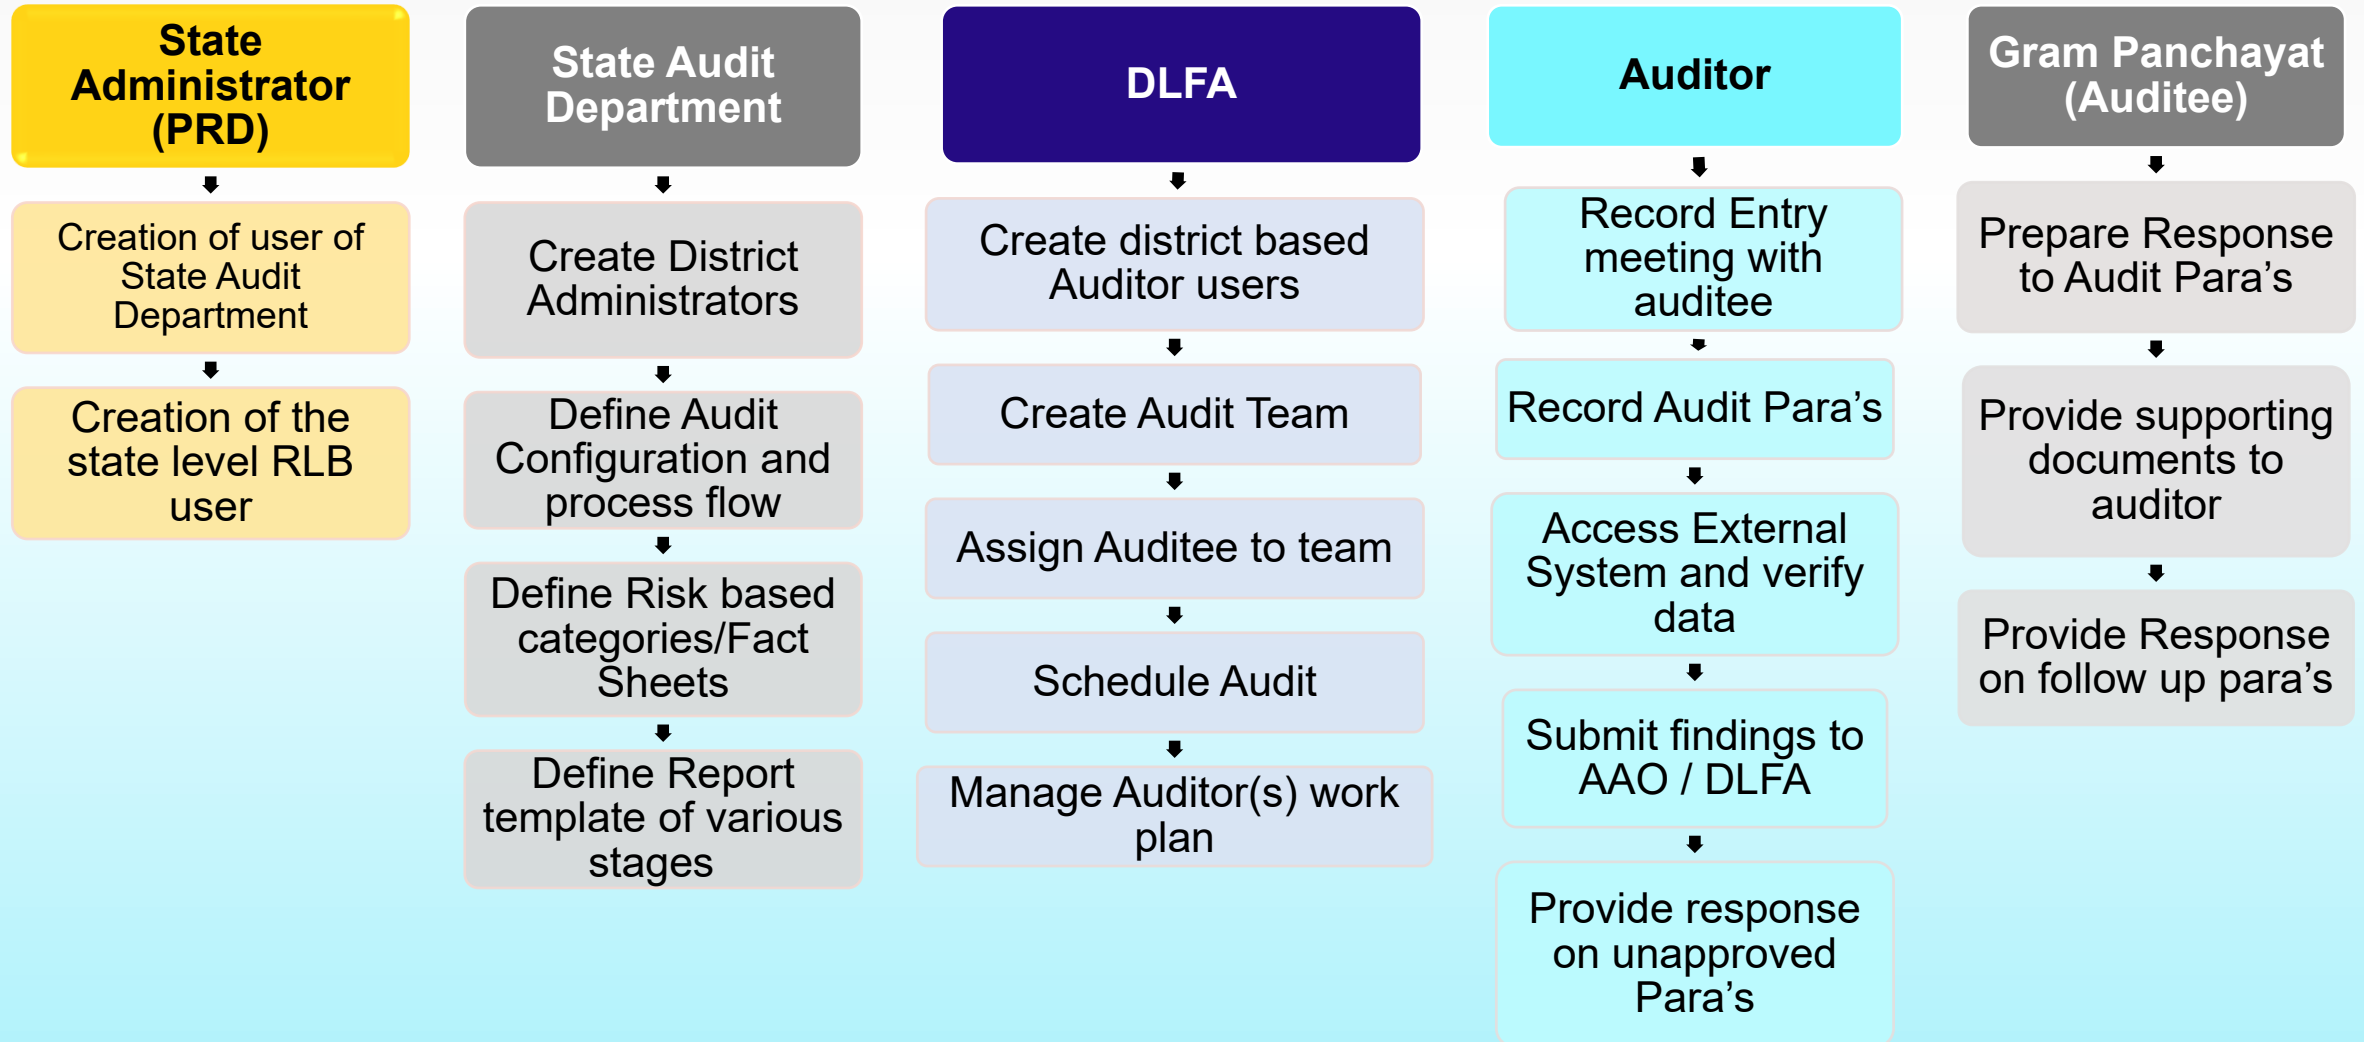 State
Administrator
(PRD)
Creation of user of
State Audit
Department
Creation of the
state level RLB
user
State Audit
Department
Create District
Administrators
Define Audit
Configuration and
process flow
Define Risk based
categories/Fact
Sheets
Define Report
template of various
stages
DLFA
Create district based
Auditor users
Create Audit Team
Assign Auditee to team
Schedule Audit
Manage Auditor(s) work
plan
Auditor
Record Entry
meeting with
auditee
Record Audit Para’s
Access External
System and verify
data
Submit findings to
AAO / DLFA
Provide response
on unapproved
Para’s
Gram Panchayat
(Auditee)
Prepare Response
to Audit Para’s
Provide supporting
documents to
auditor
Provide Response
on follow up para’s